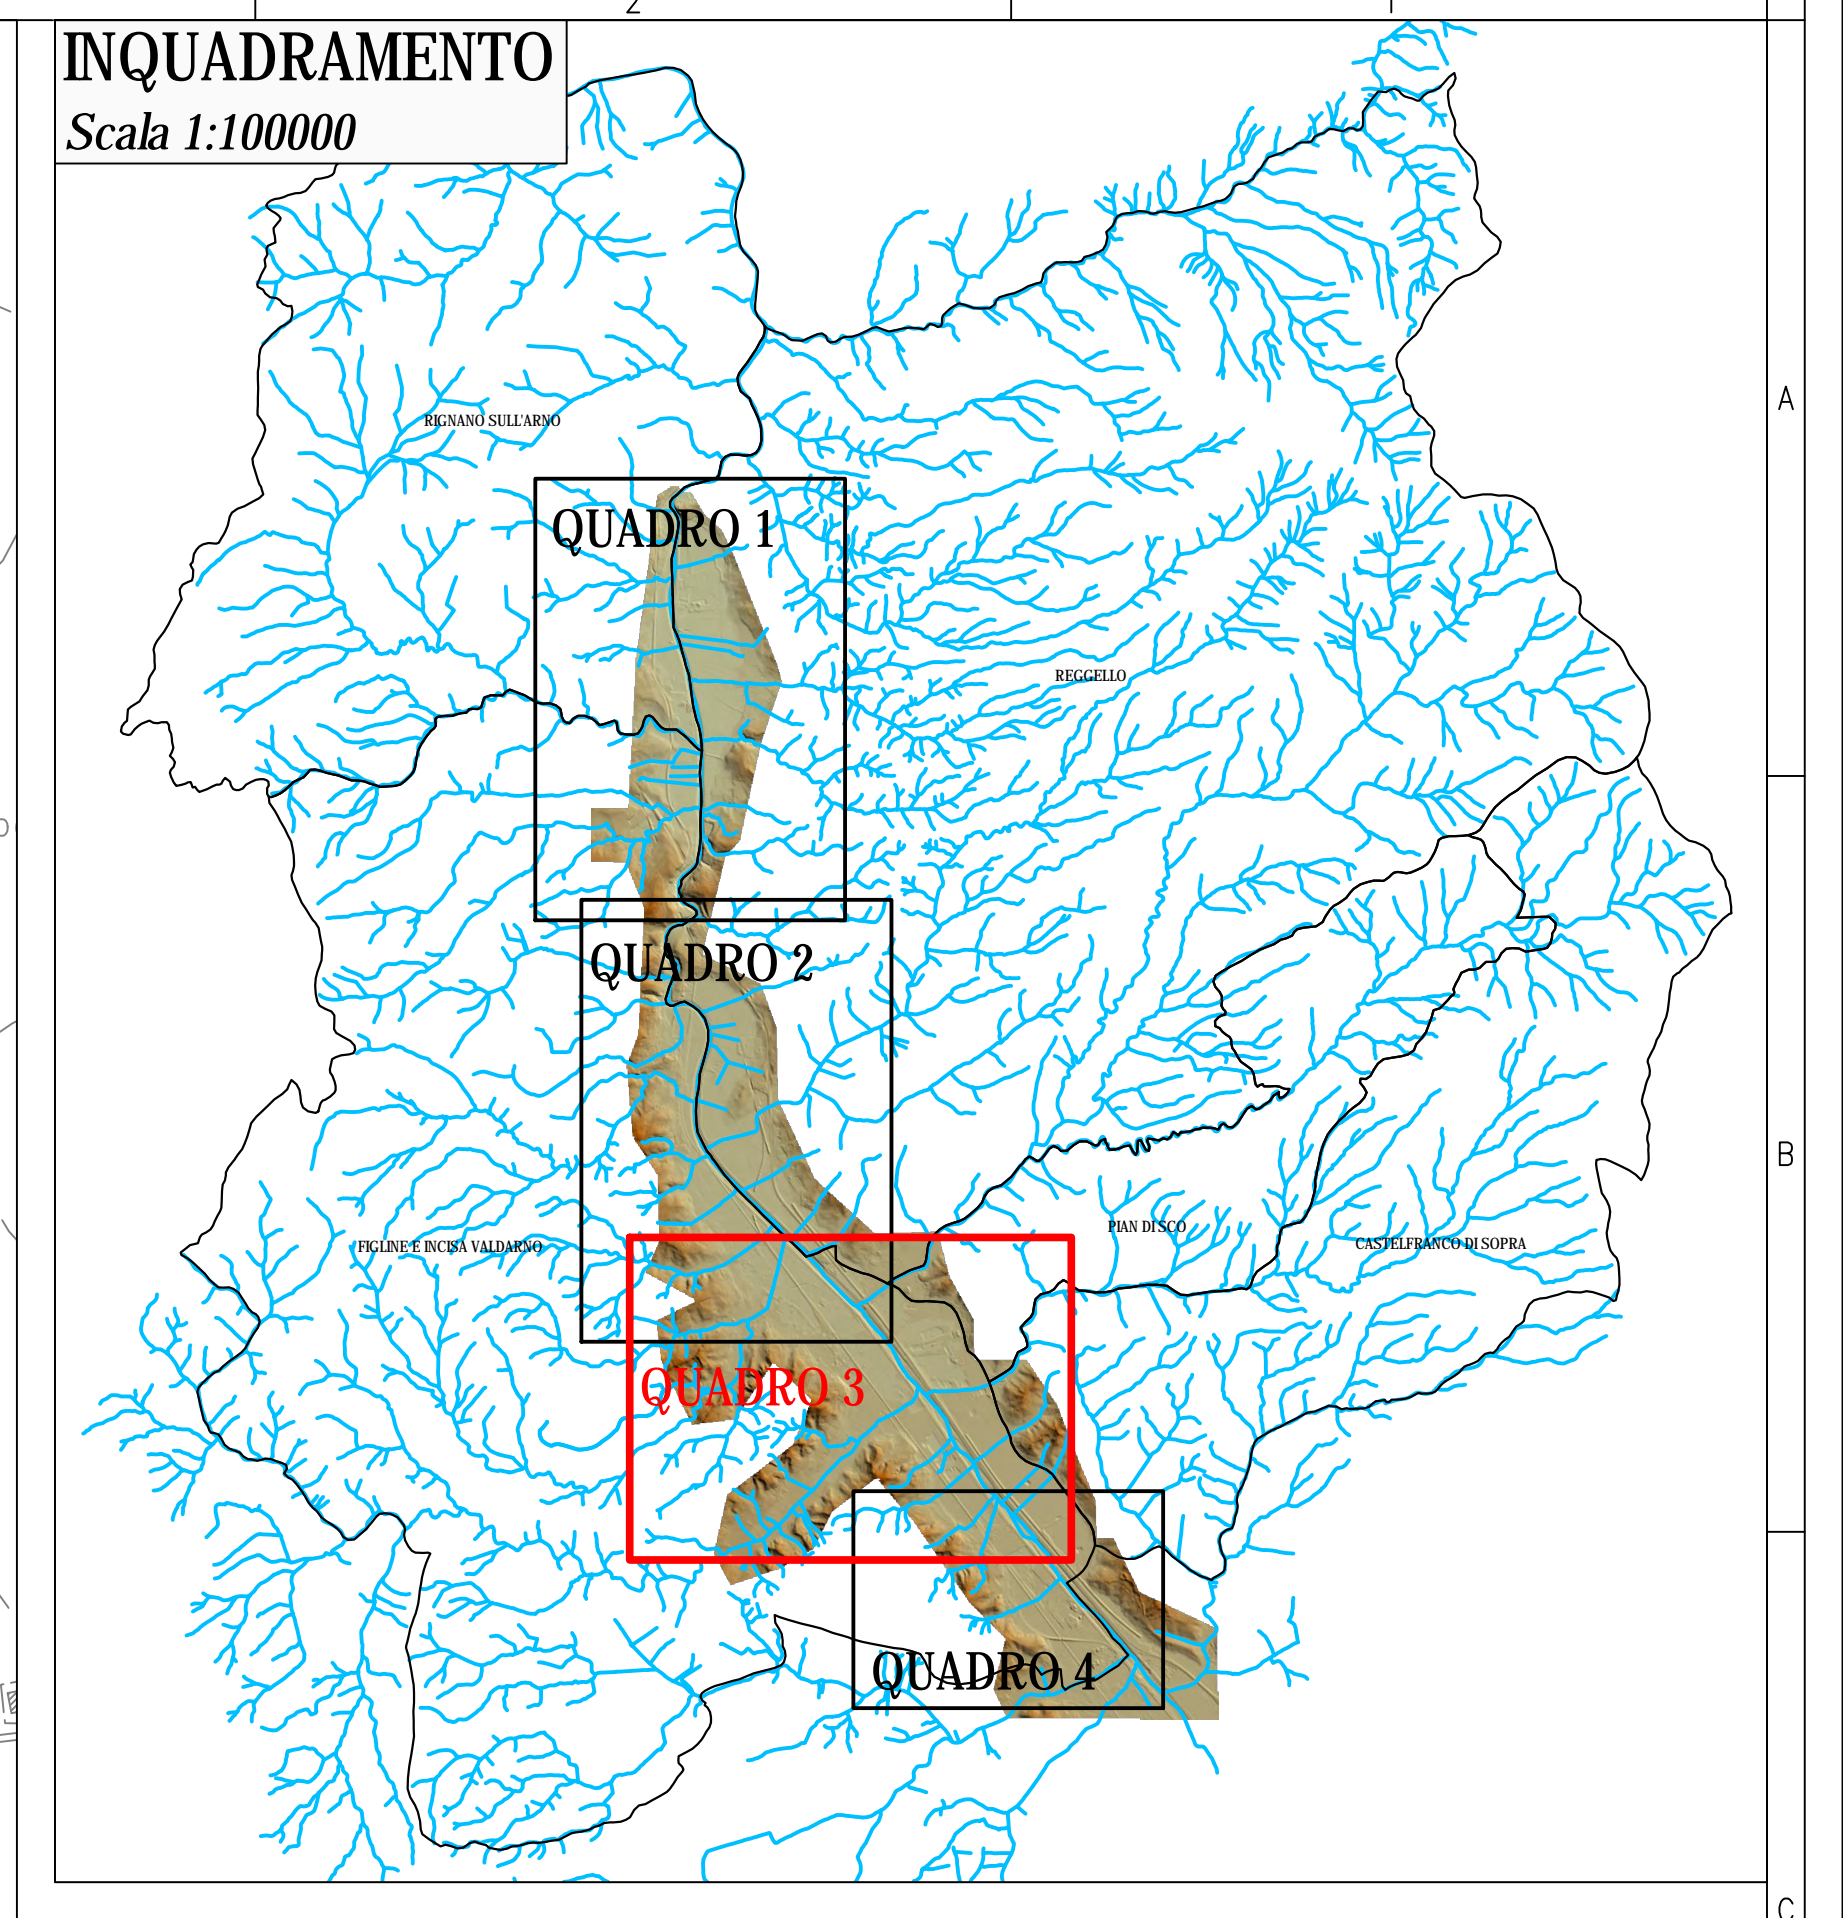 2
INQUADRAMENTO
Scala 1:100000
A
RIGNANO SULL'ARNO
QUADRO 1
REGGELLO
QUADRO 2
B
PIAN DI SCO
CASTELFRANCO DI SOPRA
FIGLINE E INCISA VALDARNO
QUADRO 3
QUADRO 4
C